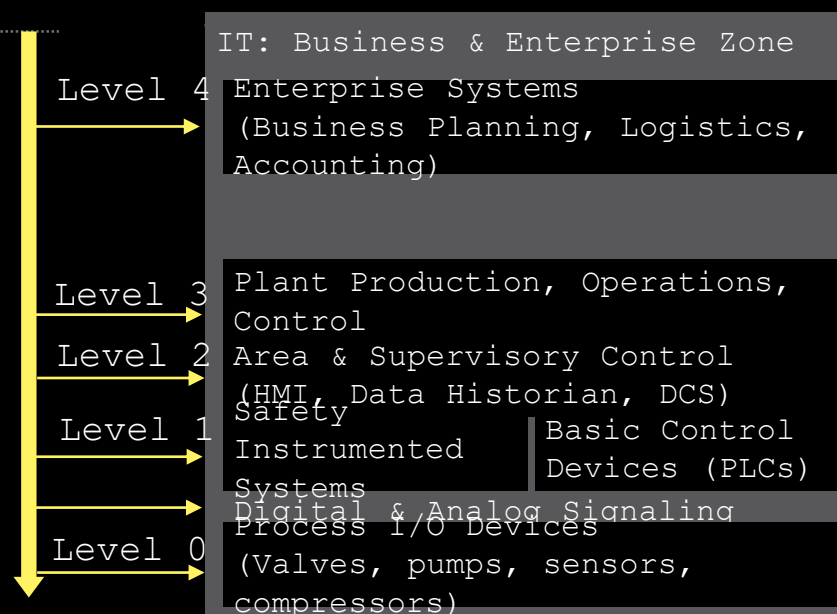 IT: Business & Enterprise Zone
Level 4
Enterprise Systems
(Business Planning, Logistics,
Accounting)
Level 3
Plant Production, Operations,
Control
Level 2
Area & Supervisory Control
(HMI, Data Historian, DCS)
Level 1
Safety
Instrumented
Systems
Basic Control
Devices (PLCs)
Digital & Analog Signaling
Level 0
Process I/O Devices
(Valves, pumps, sensors,
compressors)